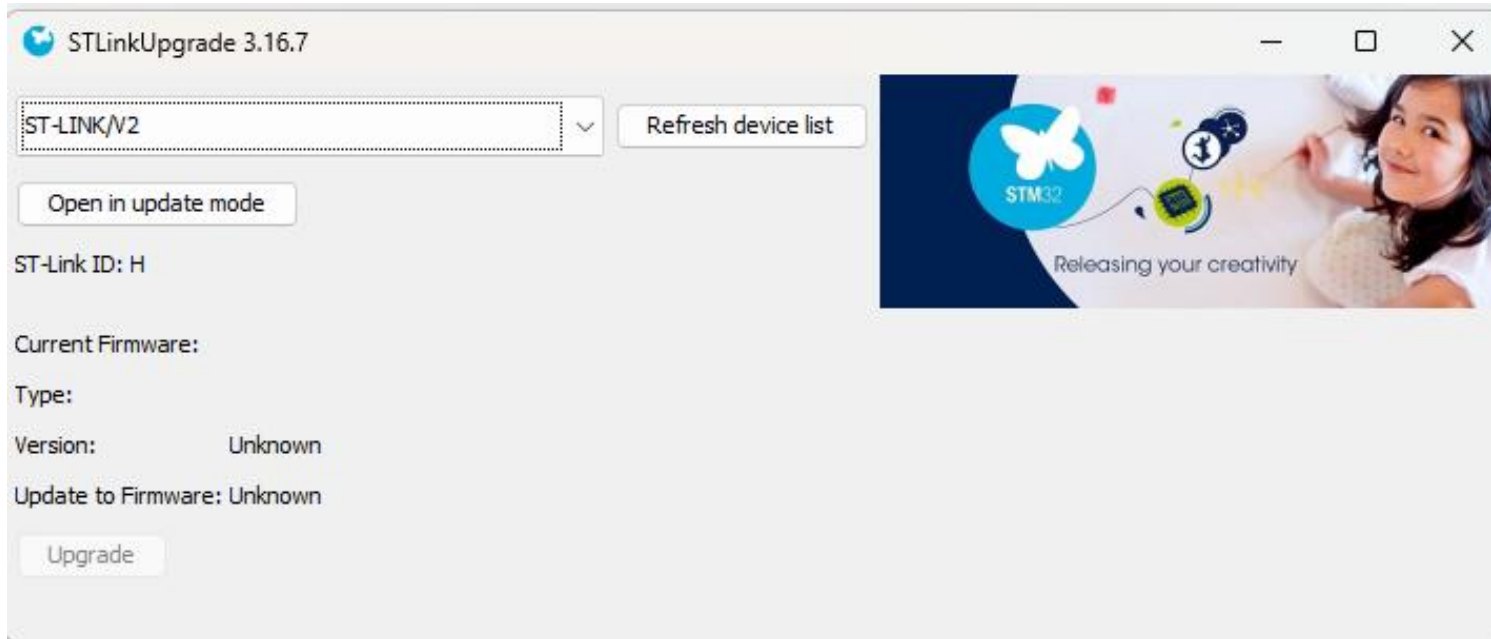 STLinkUpgrade 3.16.7
ST-LINK/V2
Refresh device list
Open in update mode
STM32
ST-Link ID: H
Releasing your creativity
Current Firmware:
Type:
Version: Unknown
Update to Firmware: Unknown
Upgrade